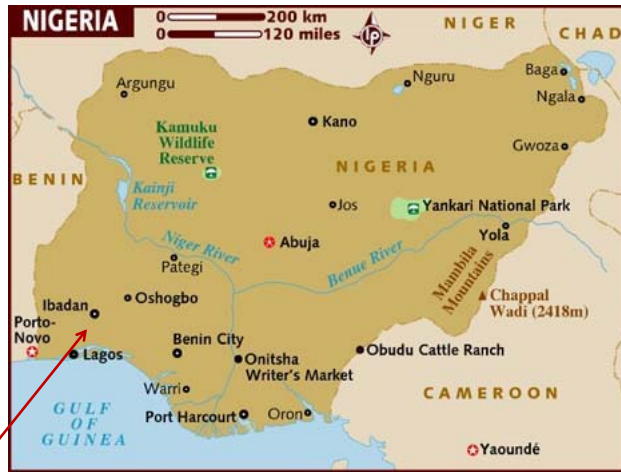 NIGERIA
0 200 km
0 120 miles
LP
NIGER
CHAD
Argungu
Nguru
Baga
Ngala
Kano
Kamuku
Wildlife
Reserve
Gwoza
NIGERIA
BENIN
Kainji
Reservoir
Jos
Yankari National Park
Niger River
Abuja
Yola
Pategi
Benue River
Mambila
Mountains
Oshogbo
Ibadan
Chappal
Wadi (2418m)
Porto-
Novo
Lagos
Benin City
Onitsha
Writer's Market
Obudu Cattle Ranch
Warri
GULF
OF
GUINEA
Port Harcourt
Oron
CAMEROON
Yaoundé